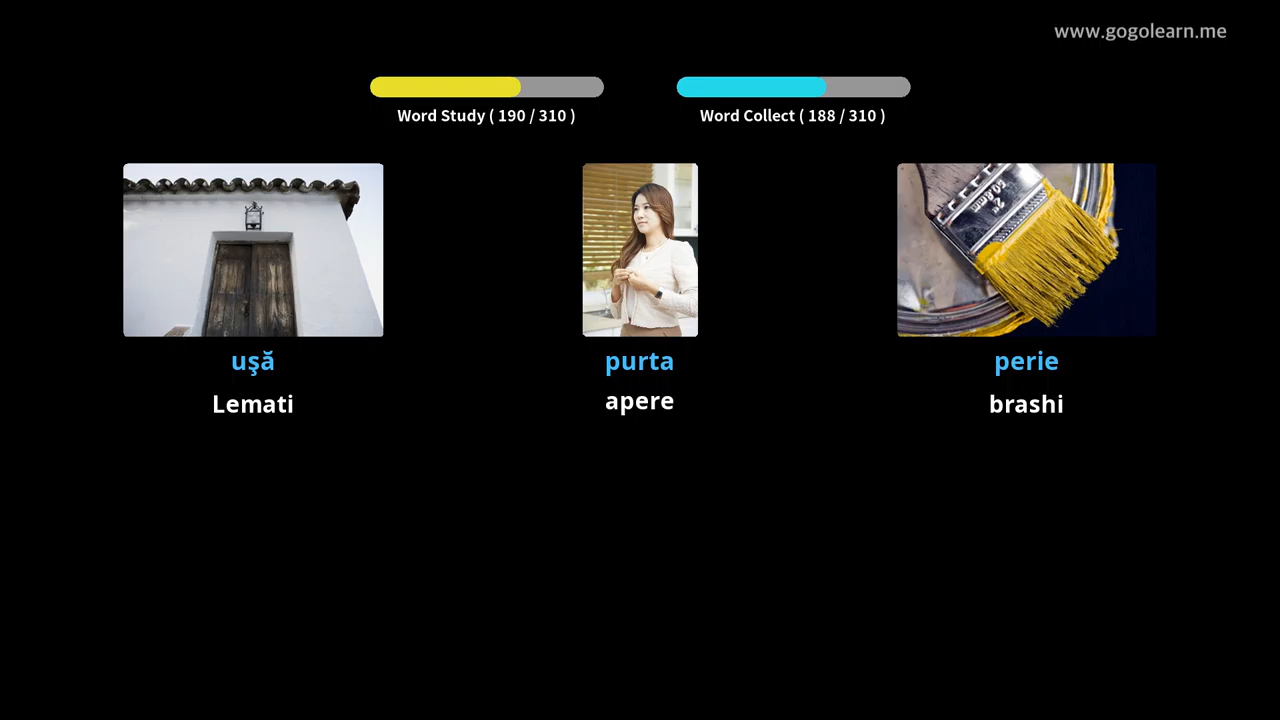 www.gogolearn.me
Word Study ( 190 / 310 )
Word Collect ( 188 / 310 )
uşă
Lemati
purta
apere
perie
brashi